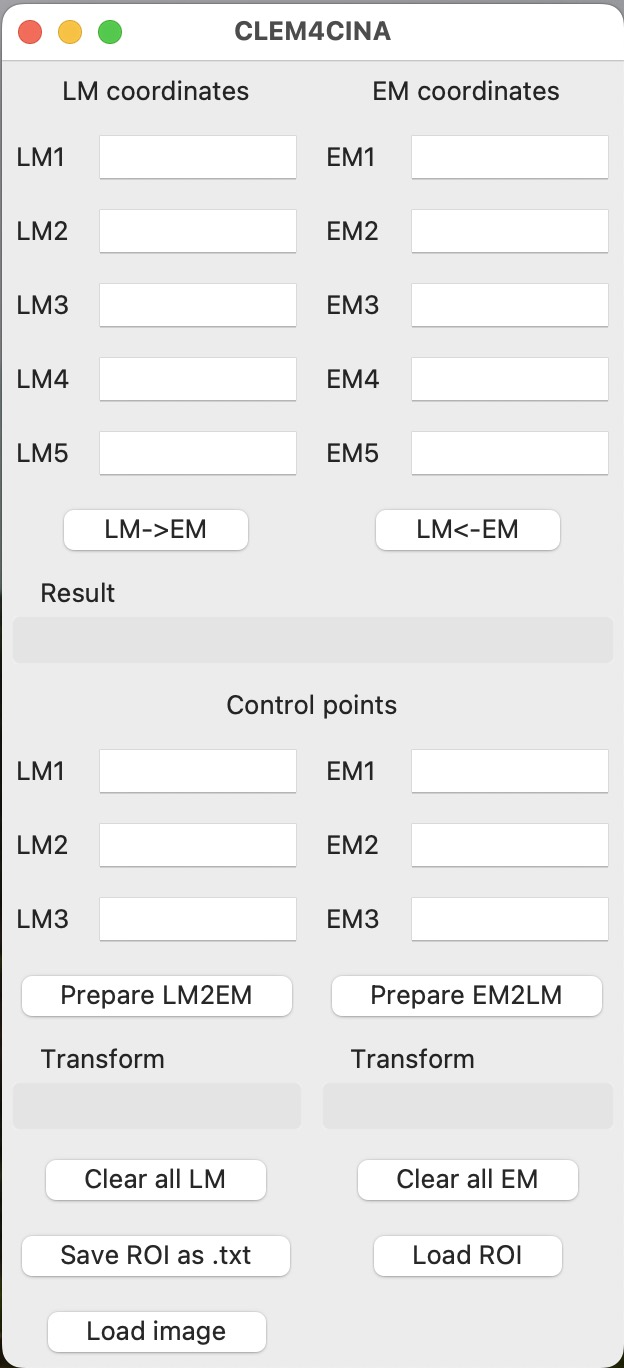 CLEM4CINA
LM coordinates EM coordinates
LM1 EM1
LM2 EM2
LM3 EM3
LM4 EM4
LM5 EM5
LM->EM LM<-EM
Result
Control points
LM1 EM1
LM2 EM2
LM3 EM3
Prepare LM2EM Prepare EM2LM
Transform Transform
Clear all LM Clear all EM
Save ROI as .txt Load ROI
Load image